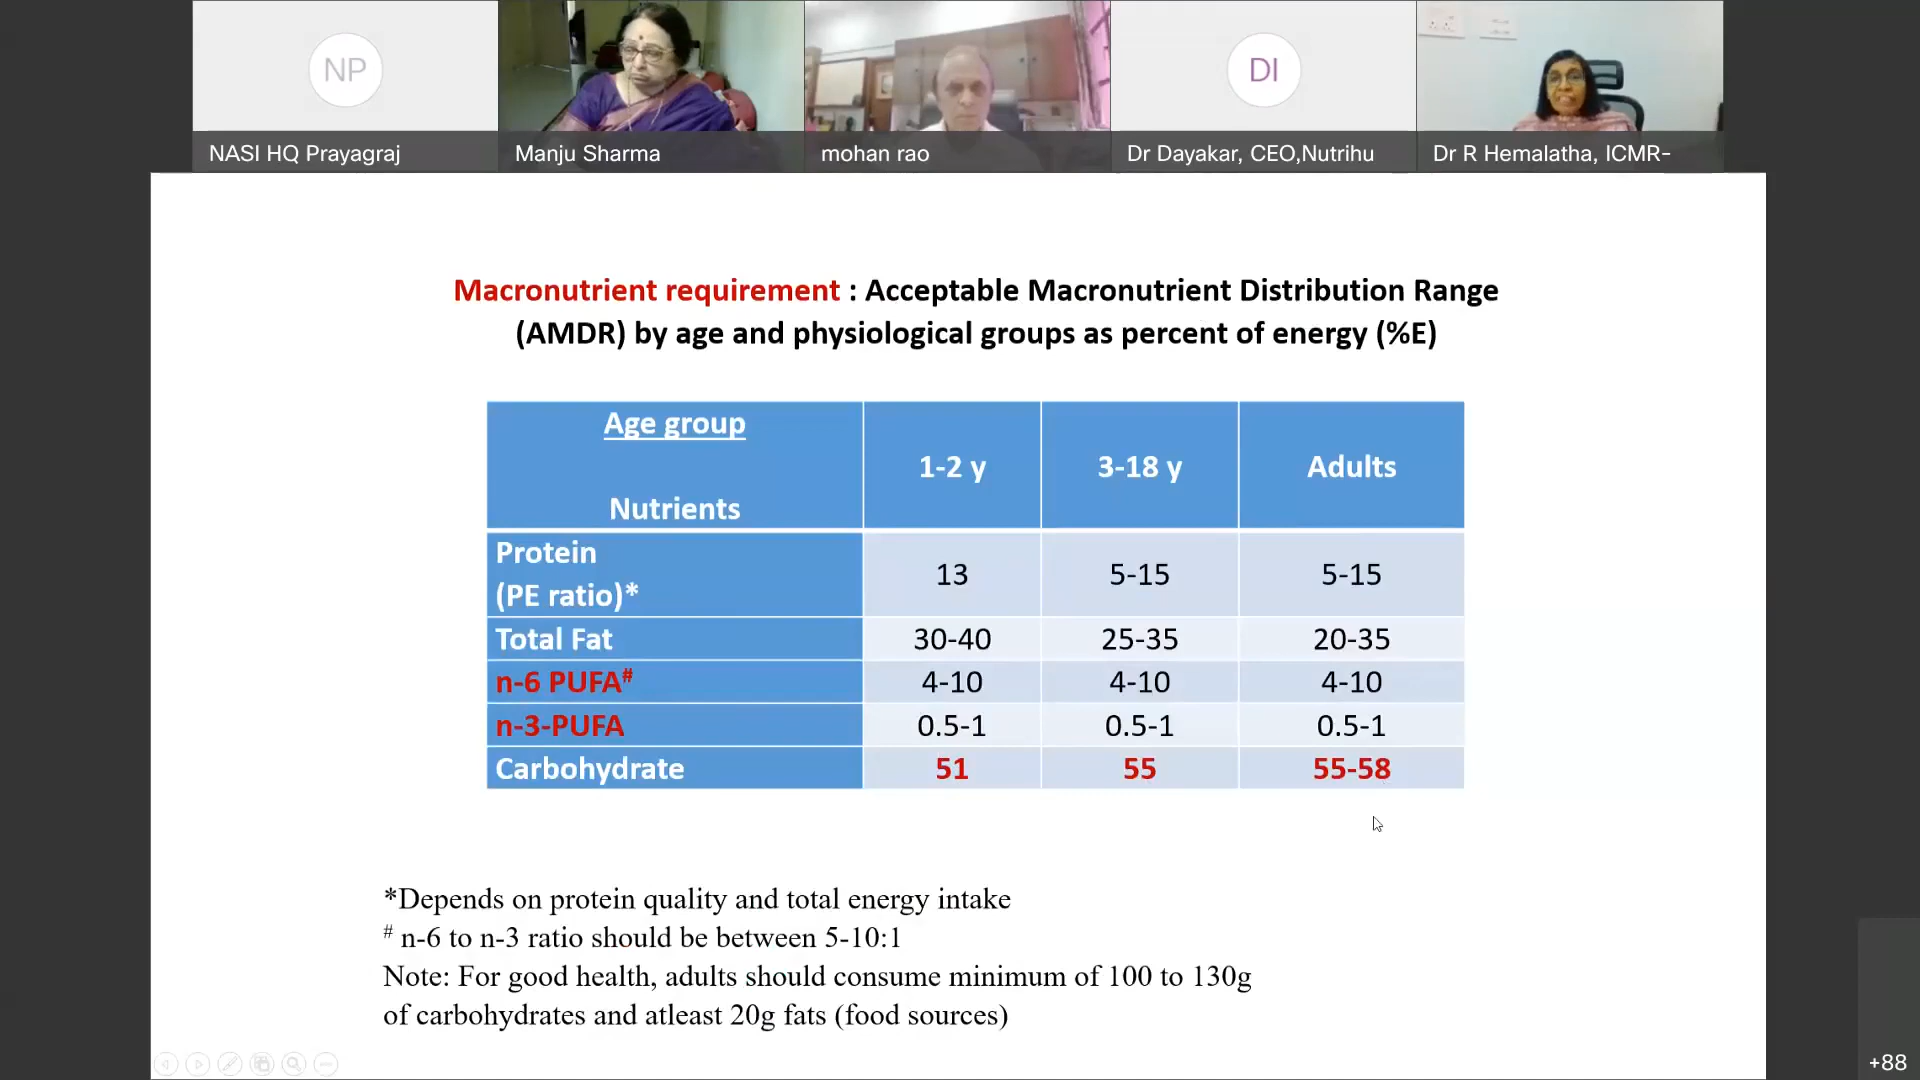 NP
DI
NASI HQ Prayagraj
Manju Sharma
mohan rao
Dr Dayakar, CEO,Nutrihu
Dr R Hemalatha, ICMR-
Macronutrient requirement : Acceptable Macronutrient Distribution Range
(AMDR) by age and physiological groups as percent of energy (%E)
Age group
Nutrients
1-2 y
3-18 y
Adults
Protein
(PE ratio)*
13
5-15
5-15
Total Fat
30-40
25-35
20-35
n-6 PUFA#
4-10
4-10
4-10
n-3-PUFA
0.5-1
0.5-1
0.5-1
Carbohydrate
51
55
55-58
*Depends on protein quality and total energy intake
# n-6 to n-3 ratio should be between 5-10:1
Note: For good health, adults should consume minimum of 100 to 130g
of carbohydrates and atleast 20g fats (food sources)
+88